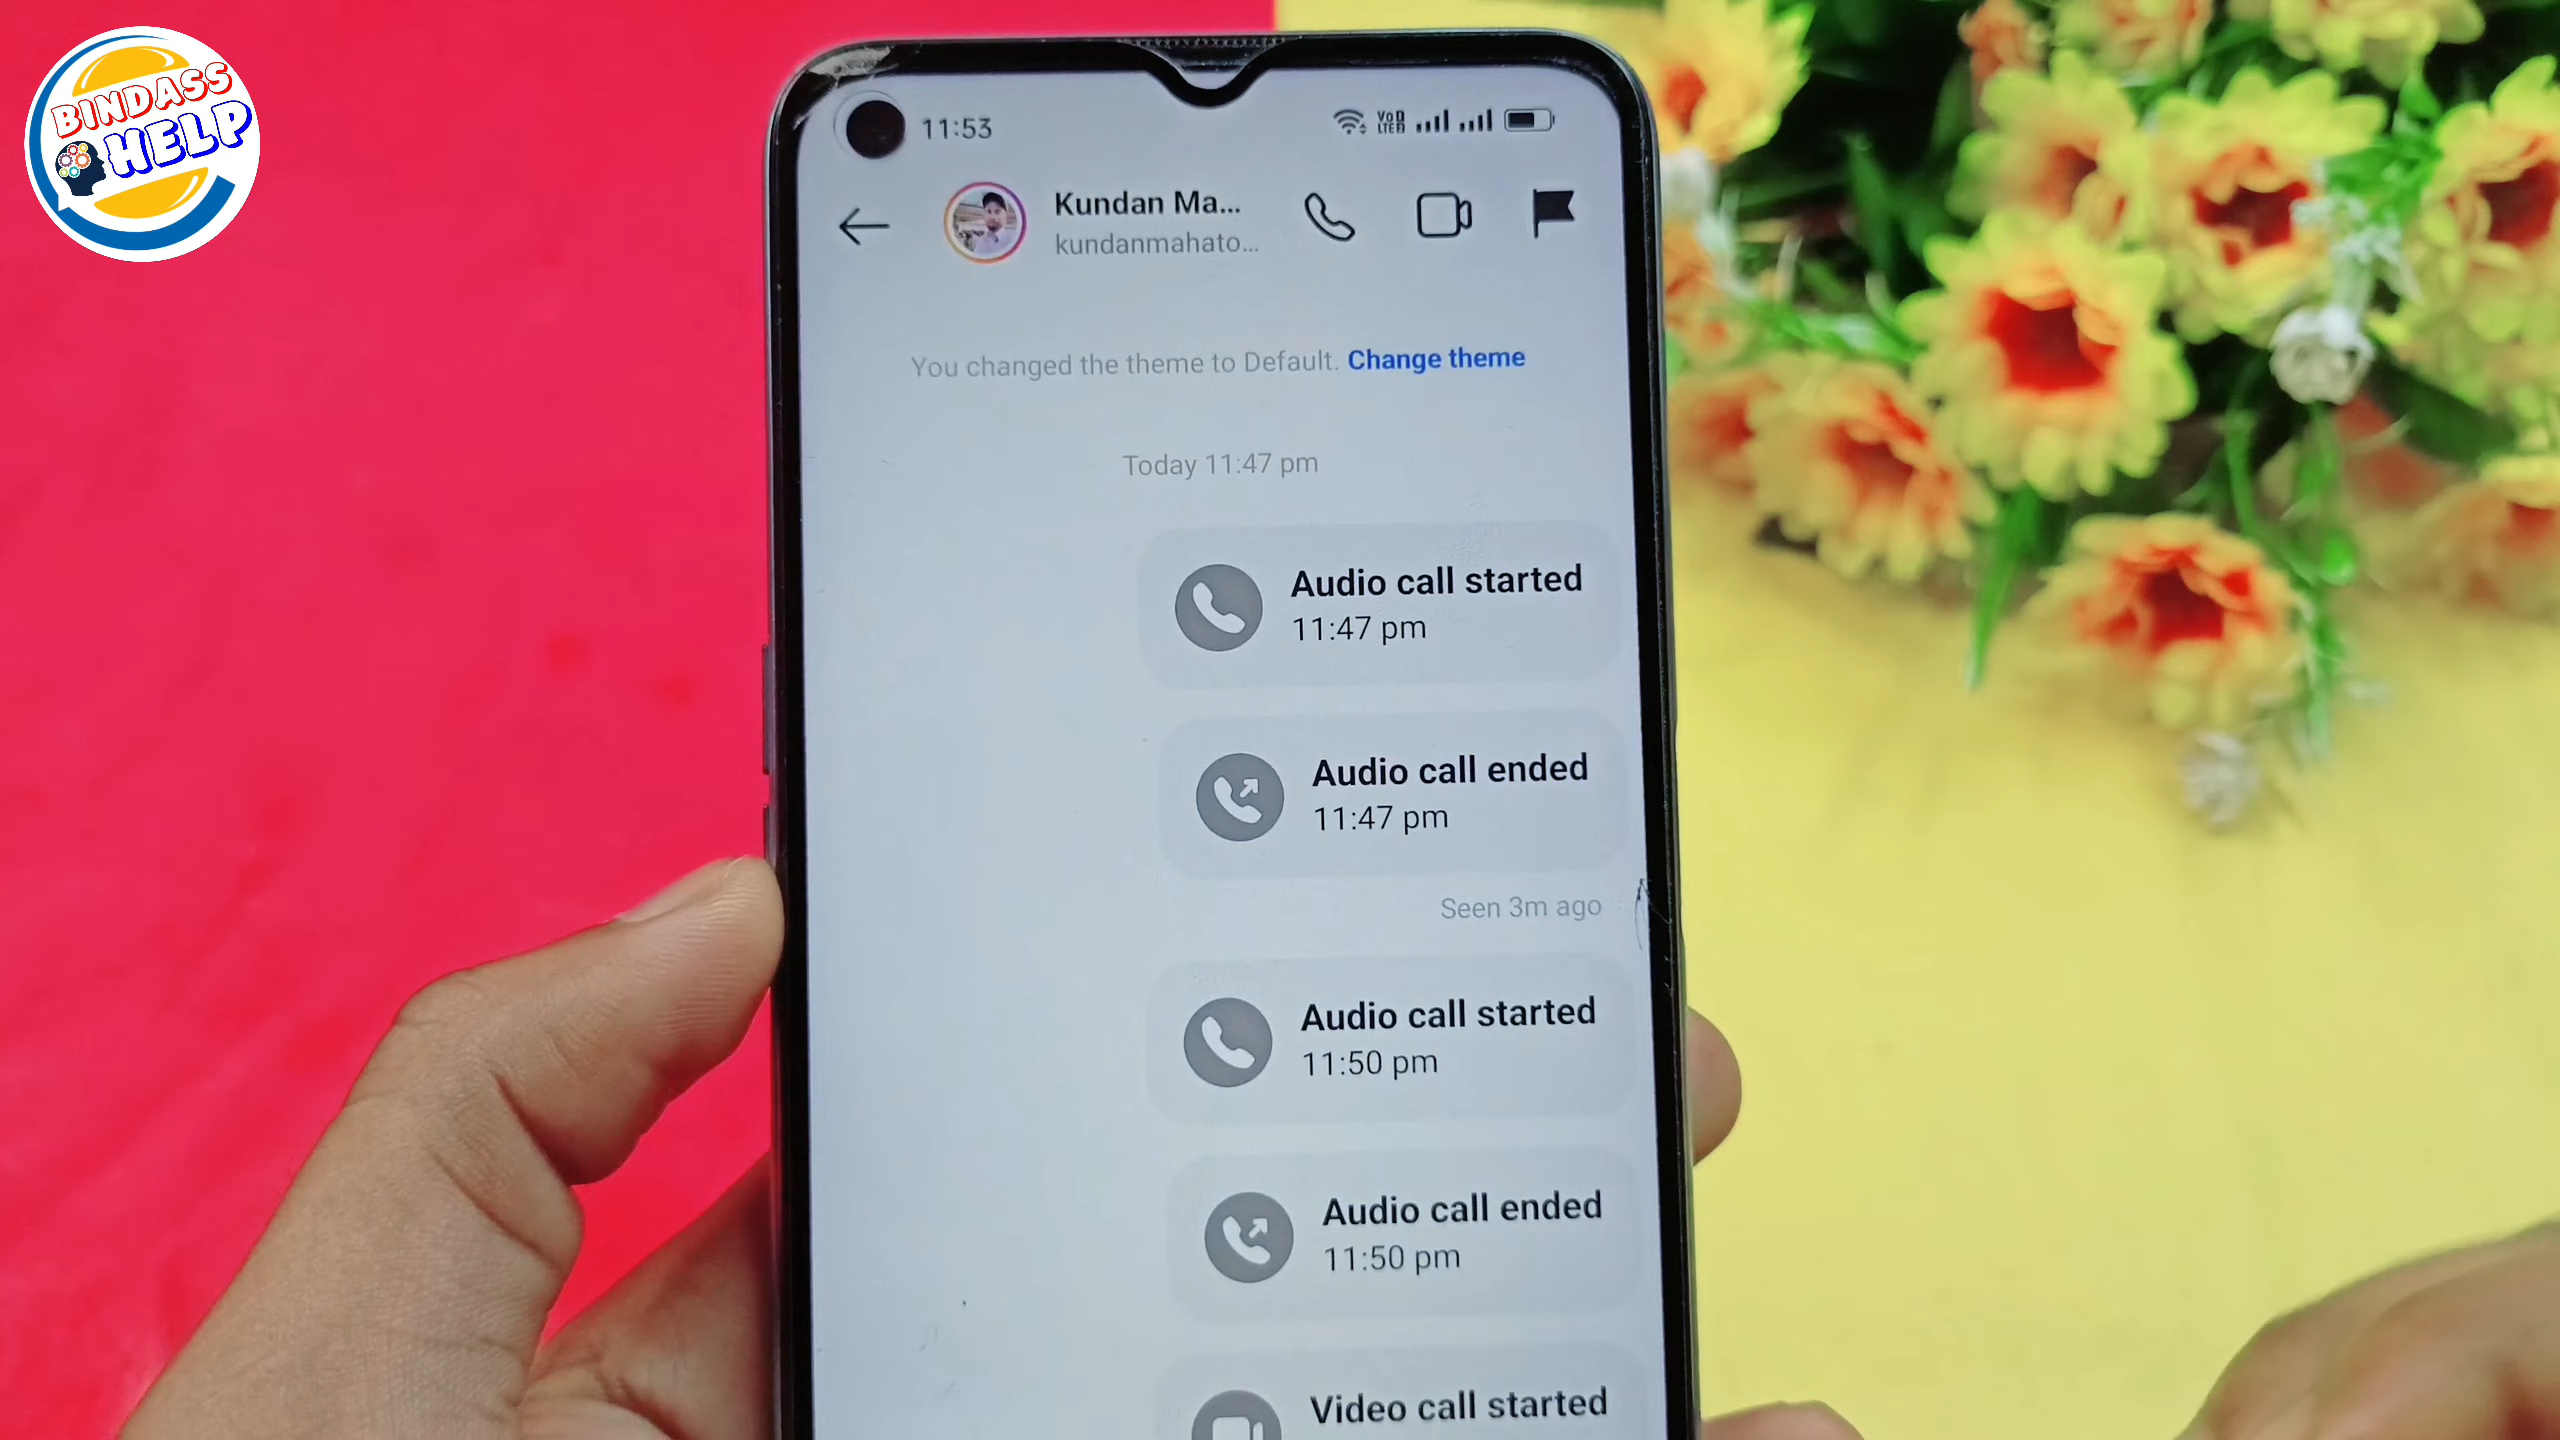 BINDASS
HELP
11:53
Vo
LTE
Kundan Ma...
kundanmahato...
You changed the theme to Default. Change theme
Today 11:47 pm
Audio call started
11:47 pm
Audio call ended
11:47 pm
Seen 3m ago
Audio call started
11:50 pm
Audio call ended
11:50 pm
Video call started